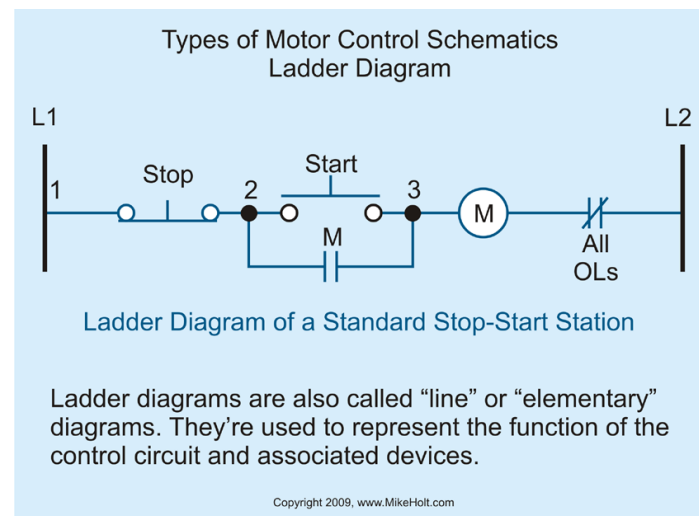 Types of Motor Control Schematics
Ladder Diagram
L1
L2
1
Stop
2
Start
3
M
M
All
OLs
Ladder Diagram of a Standard Stop-Start Station
Ladder diagrams are also called “line” or “elementary”
diagrams. They’re used to represent the function of the
control circuit and associated devices.
Copyright 2009, www.MikeHolt.com